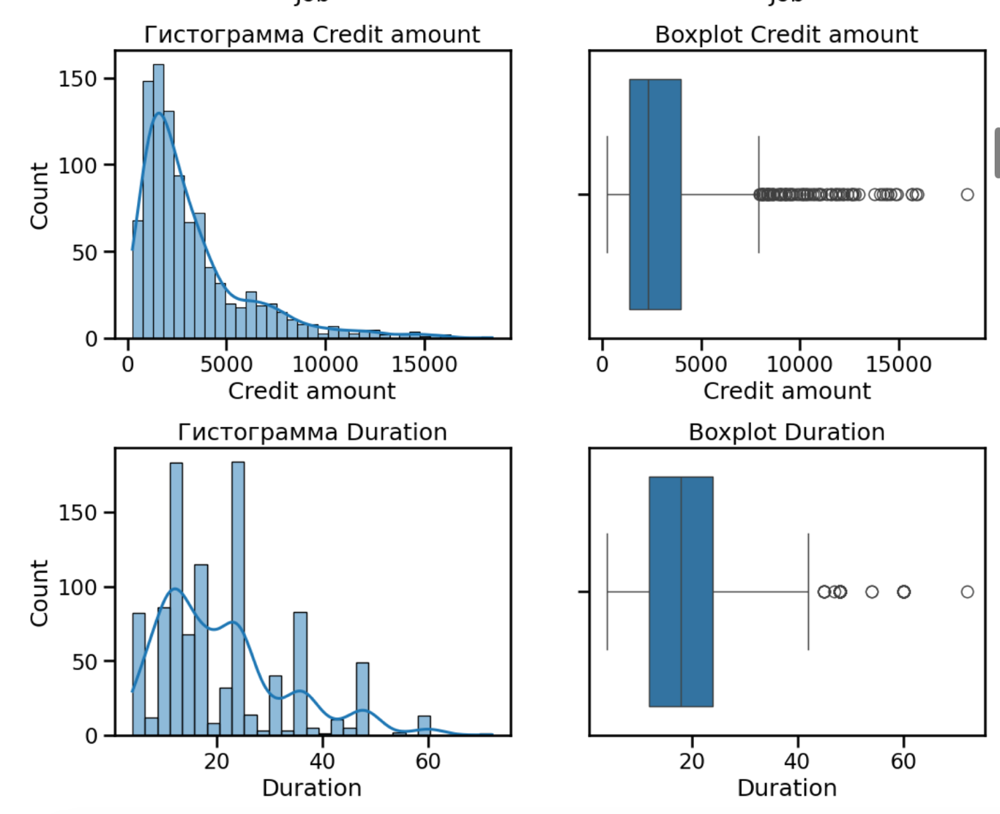 Job Job
Гистограмма Credit amount
Boxplot Credit amount
150
100
50
0
Count
0 5000 10000 15000
Credit amount
0 5000 10000 15000
Credit amount
Гистограмма Duration
Boxplot Duration
150
100
50
0
Count
20 40 60
Duration
20 40 60
Duration